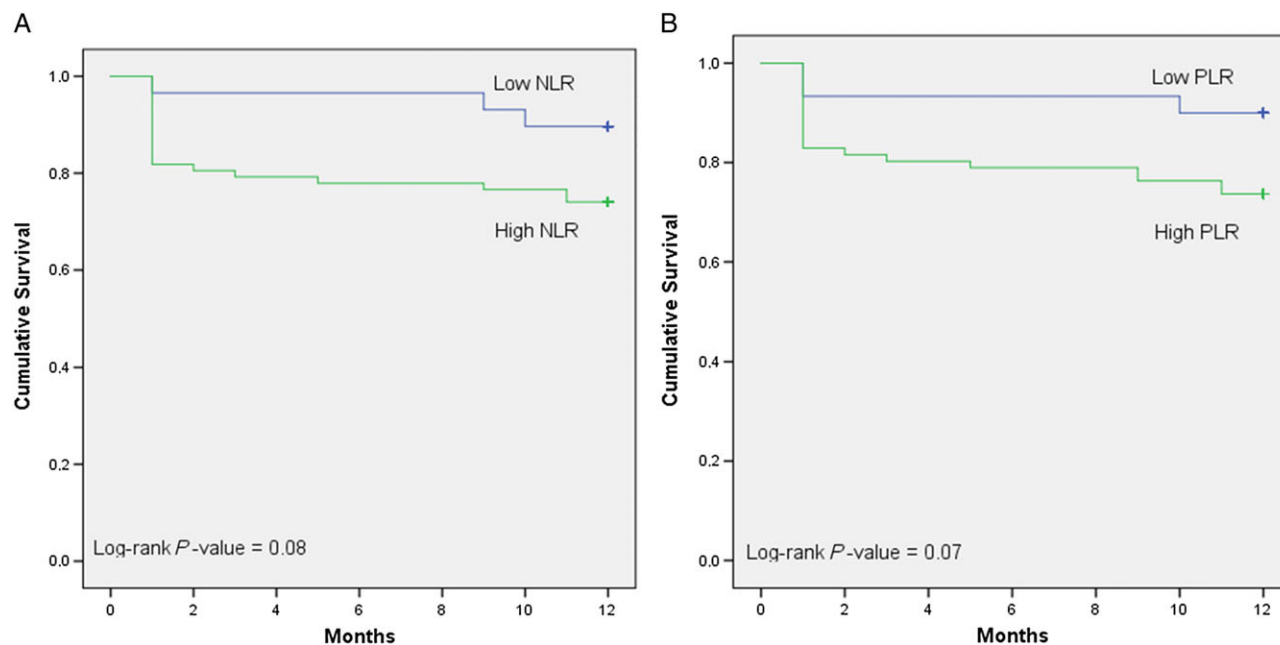 A
Cumulative Survival
1.0
0.8
0.6
0.4
0.2
0.0
Low NLR
High NLR
Log-rank P-value = 0.08
0 2 4 6 8 10 12
Months
B
Cumulative Survival
1.0
0.8
0.6
0.4
0.2
0.0
Low PLR
High PLR
Log-rank P-value = 0.07
0 2 4 6 8 10 12
Months